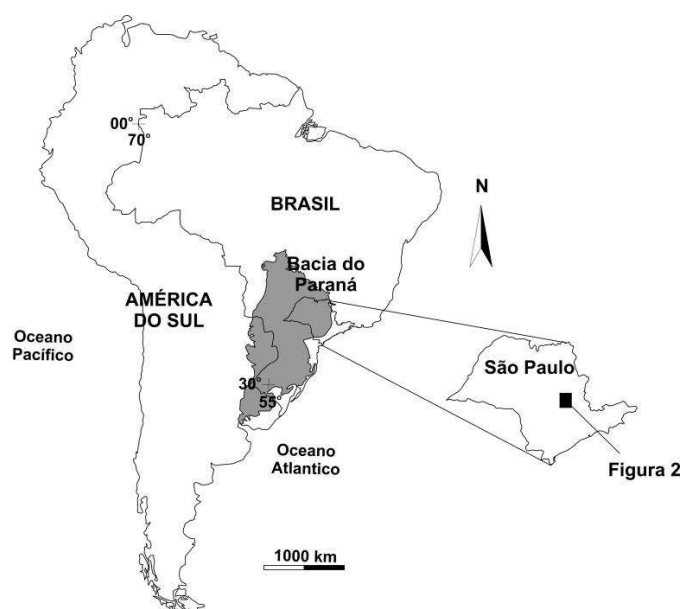 00°
70°
BRASIL
N
Bacia do
Paraná
AMÉRICA
DO SUL
Oceano
Pacífico
São Paulo
30°
55°
Oceano
Atlantico
Figura 2
1000 km